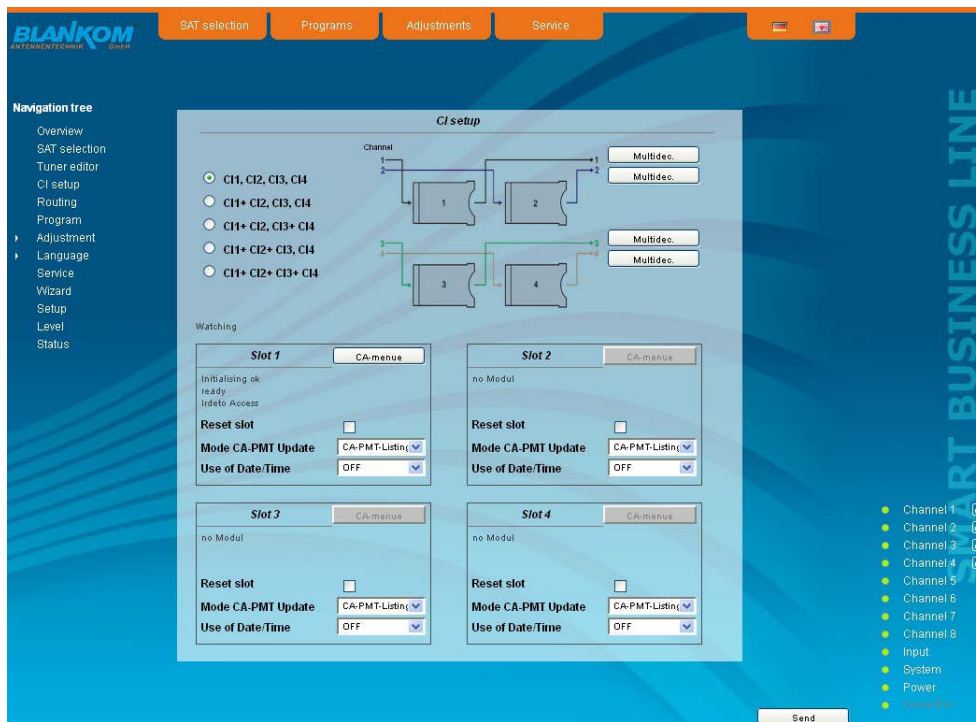 BLANKOM
ANTENNENTECHNIK GmbH
SAT selection
Programs
Adjustments
Service
Navigation tree
Overview
SAT selection
Tuner editor
CI setup
Routing
Program
Adjustment
Language
Service
Wizard
Setup
Level
Status
CI setup
Channel
1
2
1
2
Multidec.
Multidec.
CI1, CI2, CI3, CI4
CI1+ CI2, CI3, CI4
CI1+ CI2, CI3+ CI4
CI1+ CI2+ CI3, CI4
CI1+ CI2+ CI3+ CI4
1
2
3
4
3
4
Multidec.
Multidec.
3
4
Watching
Slot 1
CA-menue
Initialising ok
ready
Irdeto Access
Reset slot
Mode CA-PMT Update
CA-PMT-Listing
Use of Date/Time
OFF
Slot 2
CA-menue
no Modul
Reset slot
Mode CA-PMT Update
CA-PMT-Listing
Use of Date/Time
OFF
Slot 3
CA-menue
no Modul
Reset slot
Mode CA-PMT Update
CA-PMT-Listing
Use of Date/Time
OFF
Slot 4
CA-menue
no Modul
Reset slot
Mode CA-PMT Update
CA-PMT-Listing
Use of Date/Time
OFF
SMART BUSINESS LINE
Channel 1
Channel 2
Channel 3
Channel 4
Channel 5
Channel 6
Channel 7
Channel 8
Input
System
Power
Send